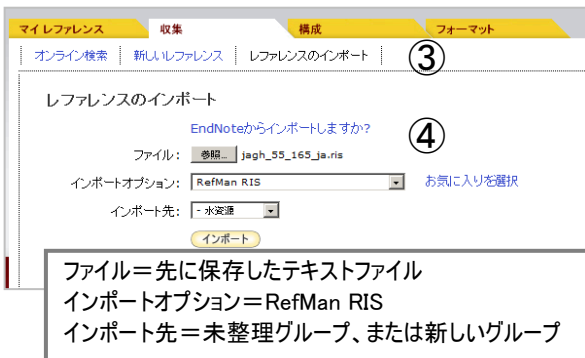 マイ レファレンス 収集 構成 フォーマット
オンライン検索 新しいレファレンス レファレンスのインポート ③
レファレンスのインポート
EndNoteからインポートしますか? ④
ファイル: 参照... jagh_55_165_ja.ris
インポートオプション: RefMan RIS お気に入りを選択
インポート先: - 水資源
インポート
ファイル＝先に保存したテキストファイル
インポートオプション＝RefMan RIS
インポート先＝未整理グループ、または新しいグループ